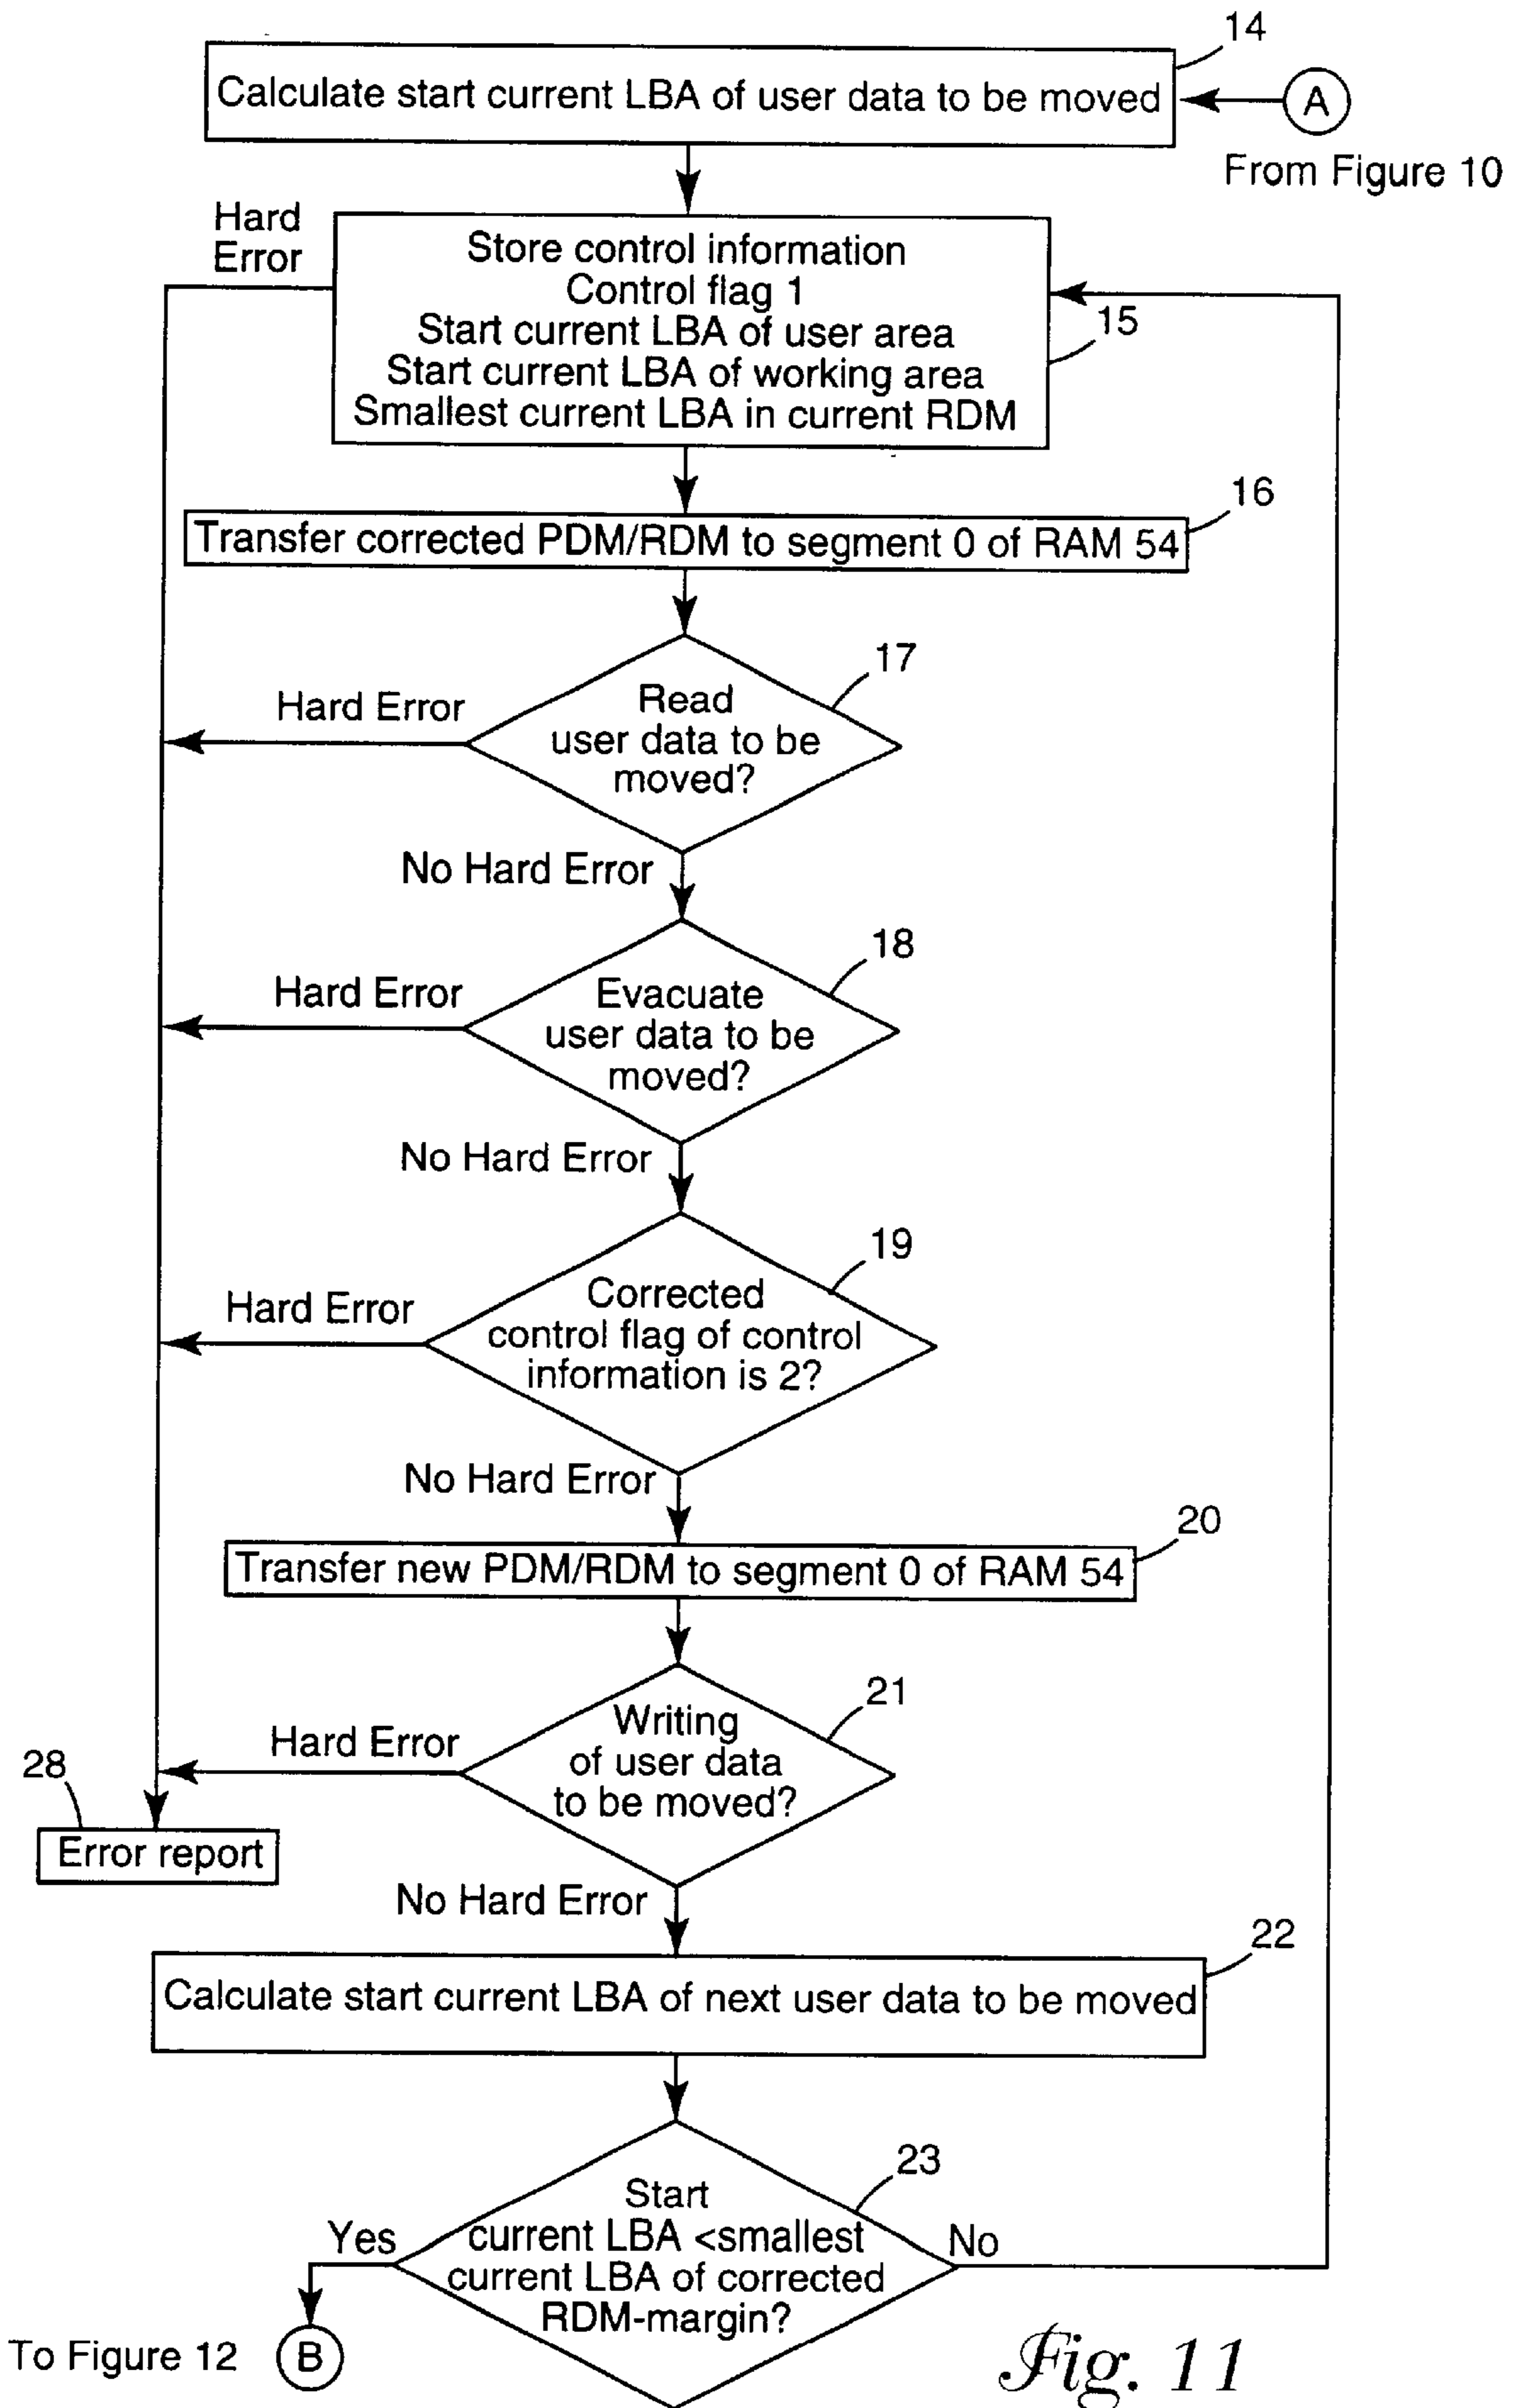 14
Calculate start current LBA of user data to be moved
A
From Figure 10
Hard
Error
Store control information
Control flag 1
Start current LBA of user area
Start current LBA of working area
Smallest current LBA in current RDM
15
16
Transfer corrected PDM/RDM to segment 0 of RAM 54
17
Hard Error
Read
user data to be
moved?
No Hard Error
18
Hard Error
Evacuate
user data to be
moved?
No Hard Error
19
Hard Error
Corrected
control flag of control
information is 2?
No Hard Error
20
Transfer new PDM/RDM to segment 0 of RAM 54
21
Hard Error
Writing
of user data
to be moved?
28
Error report
No Hard Error
22
Calculate start current LBA of next user data to be moved
23
Start
current LBA <smallest
current LBA of corrected
RDM-margin?
Yes
No
To Figure 12
B
Fig. 11